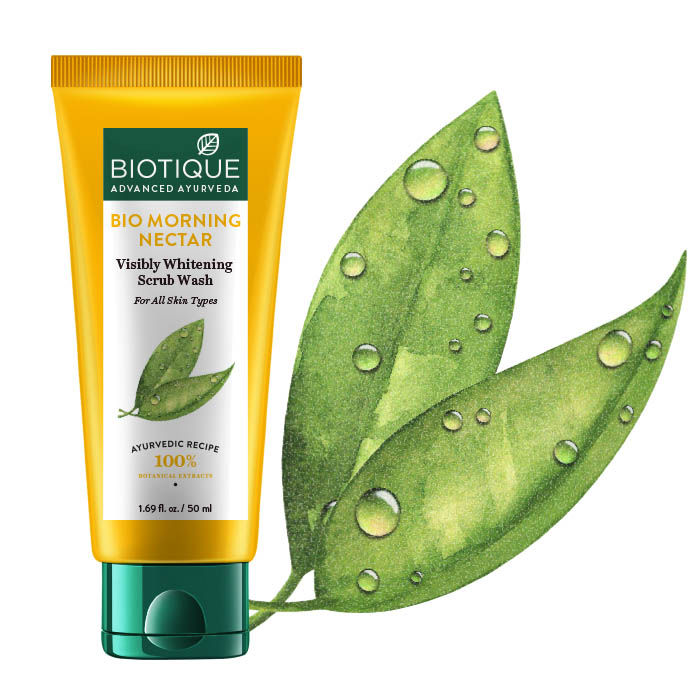 BIOTIQUE
ADVANCED AYURVEDA
BIO MORNING
NECTAR
Visibly Whitening
Scrub Wash
For All Skin Types
AYURVEDIC RECIPE
100%
BOTANICAL EXTRACTS
1.69 fl. oz. / 50 ml